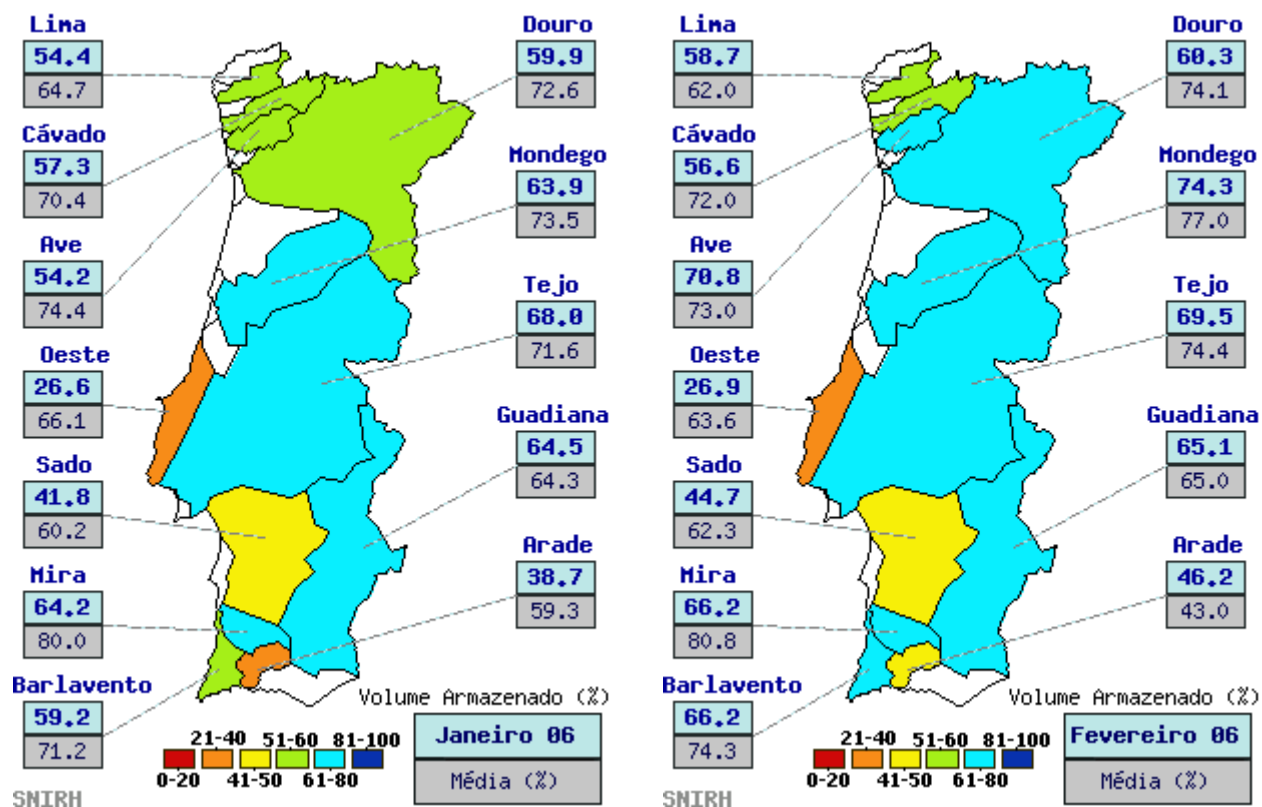 Lima
54.4
64.7
Cávado
57.3
70.4
Ave
54.2
74.4
Oeste
26.6
66.1
Sado
41.8
60.2
Mira
64.2
80.0
Barlavento
59.2
71.2
Douro
59.9
72.6
Mondego
63.9
73.5
Tejo
68.0
71.6
Guadiana
64.5
64.3
Arade
38.7
59.3
Volume Armazenado (%)
21-40 51-60 81-100
0-20 41-50 61-80
Janeiro 06
Média (%)
SNIRH
Lima
58.7
62.0
Cávado
56.6
72.0
Ave
70.8
73.0
Oeste
26.9
63.6
Sado
44.7
62.3
Mira
66.2
80.8
Barlavento
66.2
74.3
Douro
60.3
74.1
Mondego
74.3
77.0
Tejo
69.5
74.4
Guadiana
65.1
65.0
Arade
46.2
43.0
Volume Armazenado (%)
21-40 51-60 81-100
0-20 41-50 61-80
Fevereiro 06
Média (%)
SNIRH